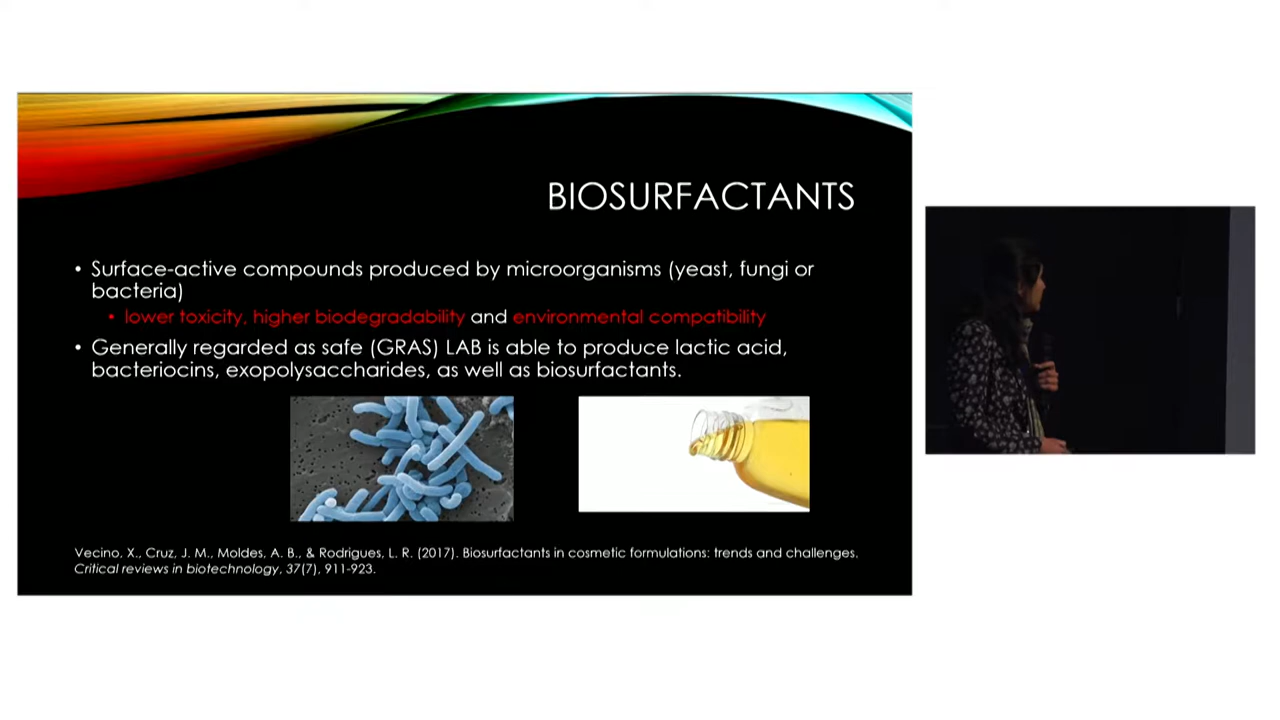 BIOSURFACTANTS
• Surface-active compounds produced by microorganisms (yeast, fungi or
bacteria)
• lower toxicity, higher biodegradability and environmental compatibility
• Generally regarded as safe (GRAS) LAB is able to produce lactic acid,
bacteriocins, exopolysaccharides, as well as biosurfactants.
Vecino, X., Cruz, J. M., Moldes, A. B., & Rodrigues, L. R. (2017). Biosurfactants in cosmetic formulations: trends and challenges.
Critical reviews in biotechnology, 37(7), 911-923.